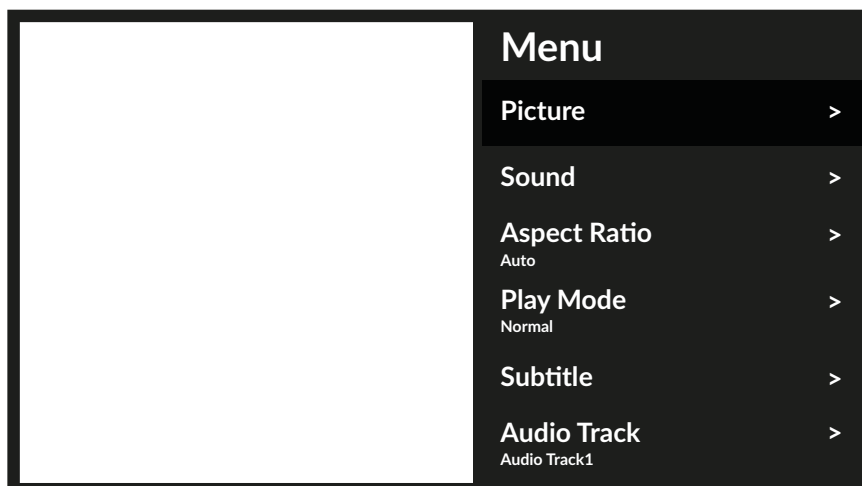 Menu
Picture >
Sound >
Aspect Ratio >
Auto
Play Mode >
Normal
Subtitle >
Audio Track >
Audio Track1